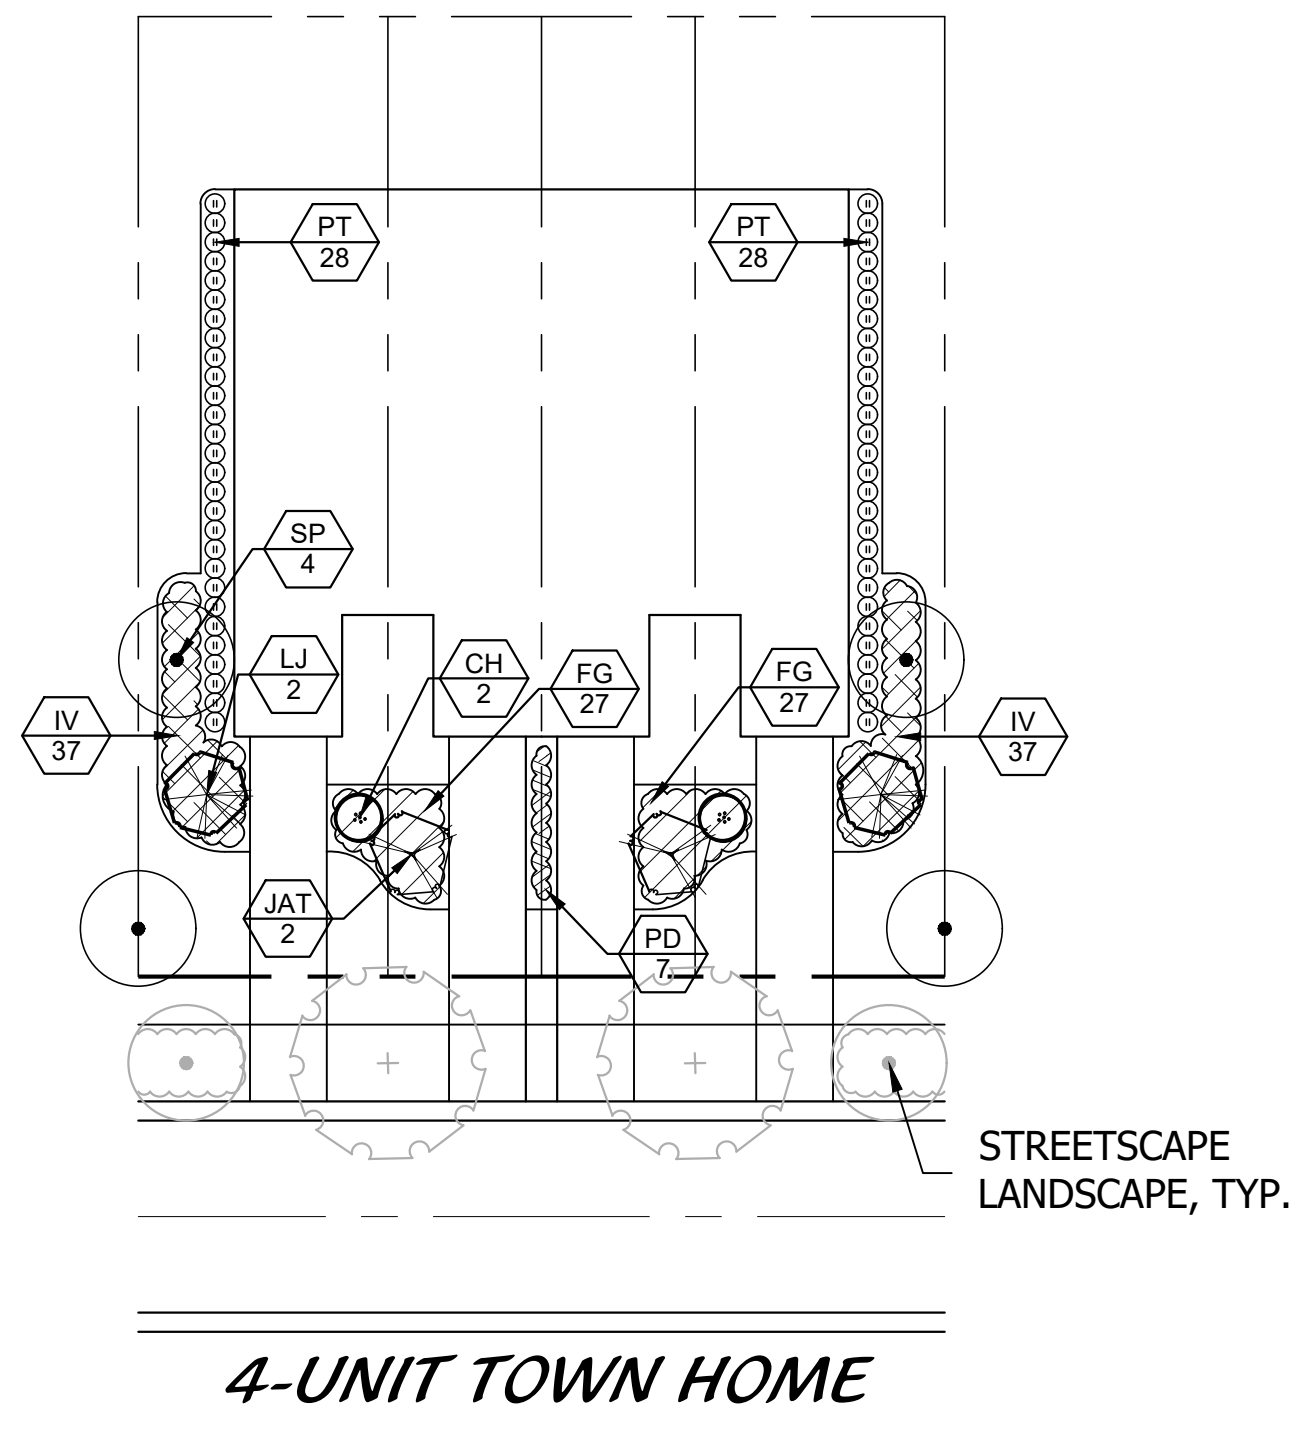 PT
28
PT
28
SP
4
LJ
2
CH
2
FG
27
FG
27
IV
37
IV
37
JAT
2
PD
7
STREETSCAPE
LANDSCAPE, TYP.
4-UNIT TOWN HOME